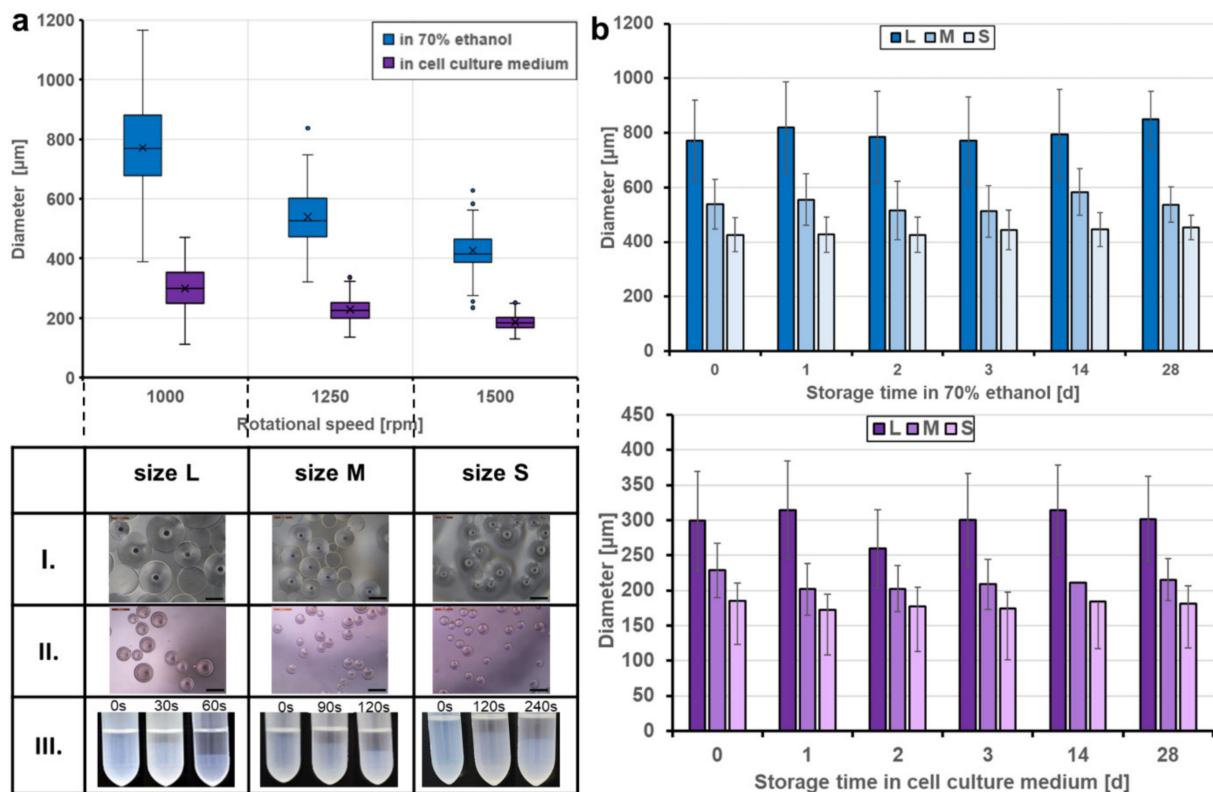 a
1200
1000
800
600
400
200
0
Diameter [µm]
in 70% ethanol
in cell culture medium
1000 1250 1500
Rotational speed [rpm]
size L size M size S
I.
II.
III.
0s 30s 60s 0s 90s 120s 0s 120s 240s
b
1200
1000
800
600
400
200
0
Diameter [µm]
L M S
0 1 2 3 14 28
Storage time in 70% ethanol [d]
450
400
350
300
250
200
150
100
50
0
Diameter [µm]
L M S
0 1 2 3 14 28
Storage time in cell culture medium [d]